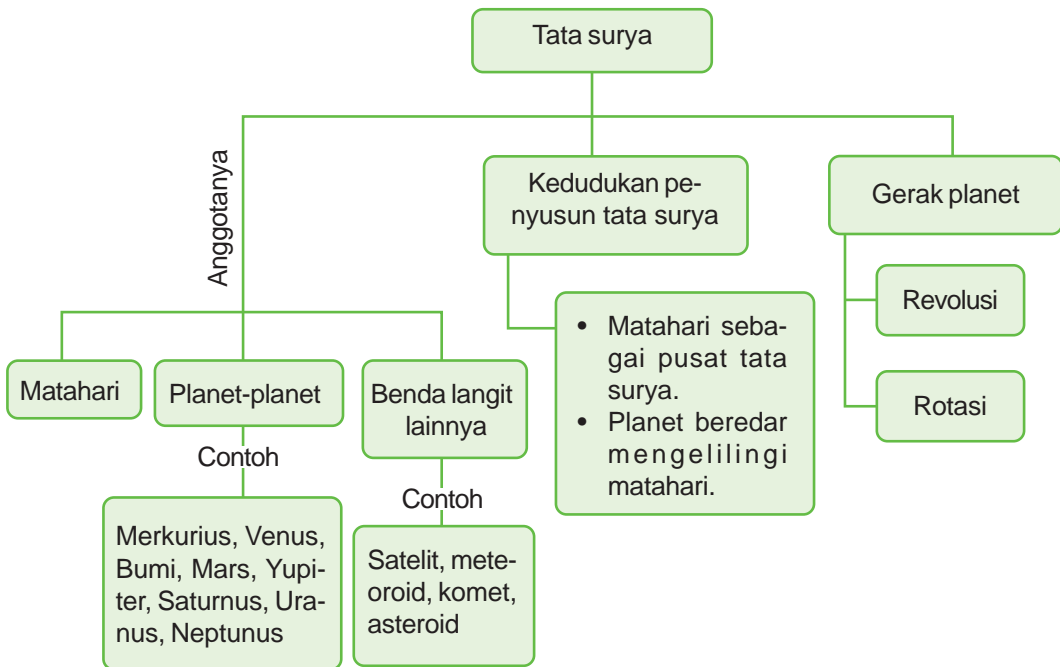 Tata surya
Anggotanya
Kedudukan pe-
nyusun tata surya
Gerak planet
Revolusi
Rotasi
• Matahari seba-
gai pusat tata
surya.
• Planet beredar
mengelilingi
matahari.
Matahari
Planet-planet
Benda langit
lainnya
Contoh
Contoh
Merkurius, Venus,
Bumi, Mars, Yupi-
ter, Saturnus, Ura-
nus, Neptunus
Satelit, mete-
oroid, komet,
asteroid